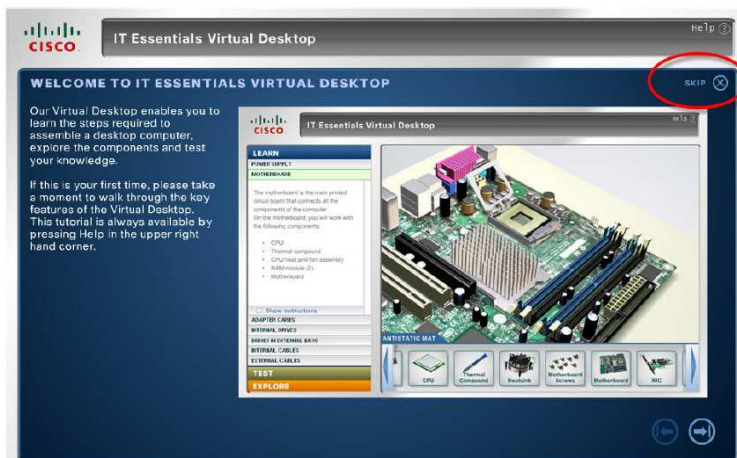 CISCO
IT Essentials Virtual Desktop
Help ?
WELCOME TO IT ESSENTIALS VIRTUAL DESKTOP
SKIP
Our Virtual Desktop enables you to
learn the steps required to
assemble a desktop computer,
explore the components and test
your knowledge.
If this is your first time, please take
a moment to walk through the key
features of the Virtual Desktop.
This tutorial is always available by
pressing Help in the upper right
hand corner.
CISCO
IT Essentials Virtual Desktop
Help ?
LEARN
POWER SUPPLY
MOTHERBOARD
The motherboard is the main printed
circuit board that connects all the
components of the computer.
On the motherboard, you will work with
the following components:
• CPU
• Thermal compound
• CPU heat sink/fan assembly
• RAM module (2)
• Motherboard
Show instructions
ADAPTER CARDS
INTERNAL DRIVES
DRIVES IN EXTERNAL BAYS
INTERNAL CABLES
EXTERNAL CABLES
TEST
EXPLORE
ANTISTATIC MAT
CPU
Thermal
Compound
Heatsink
Motherboard
Screws
Motherboard
NIC